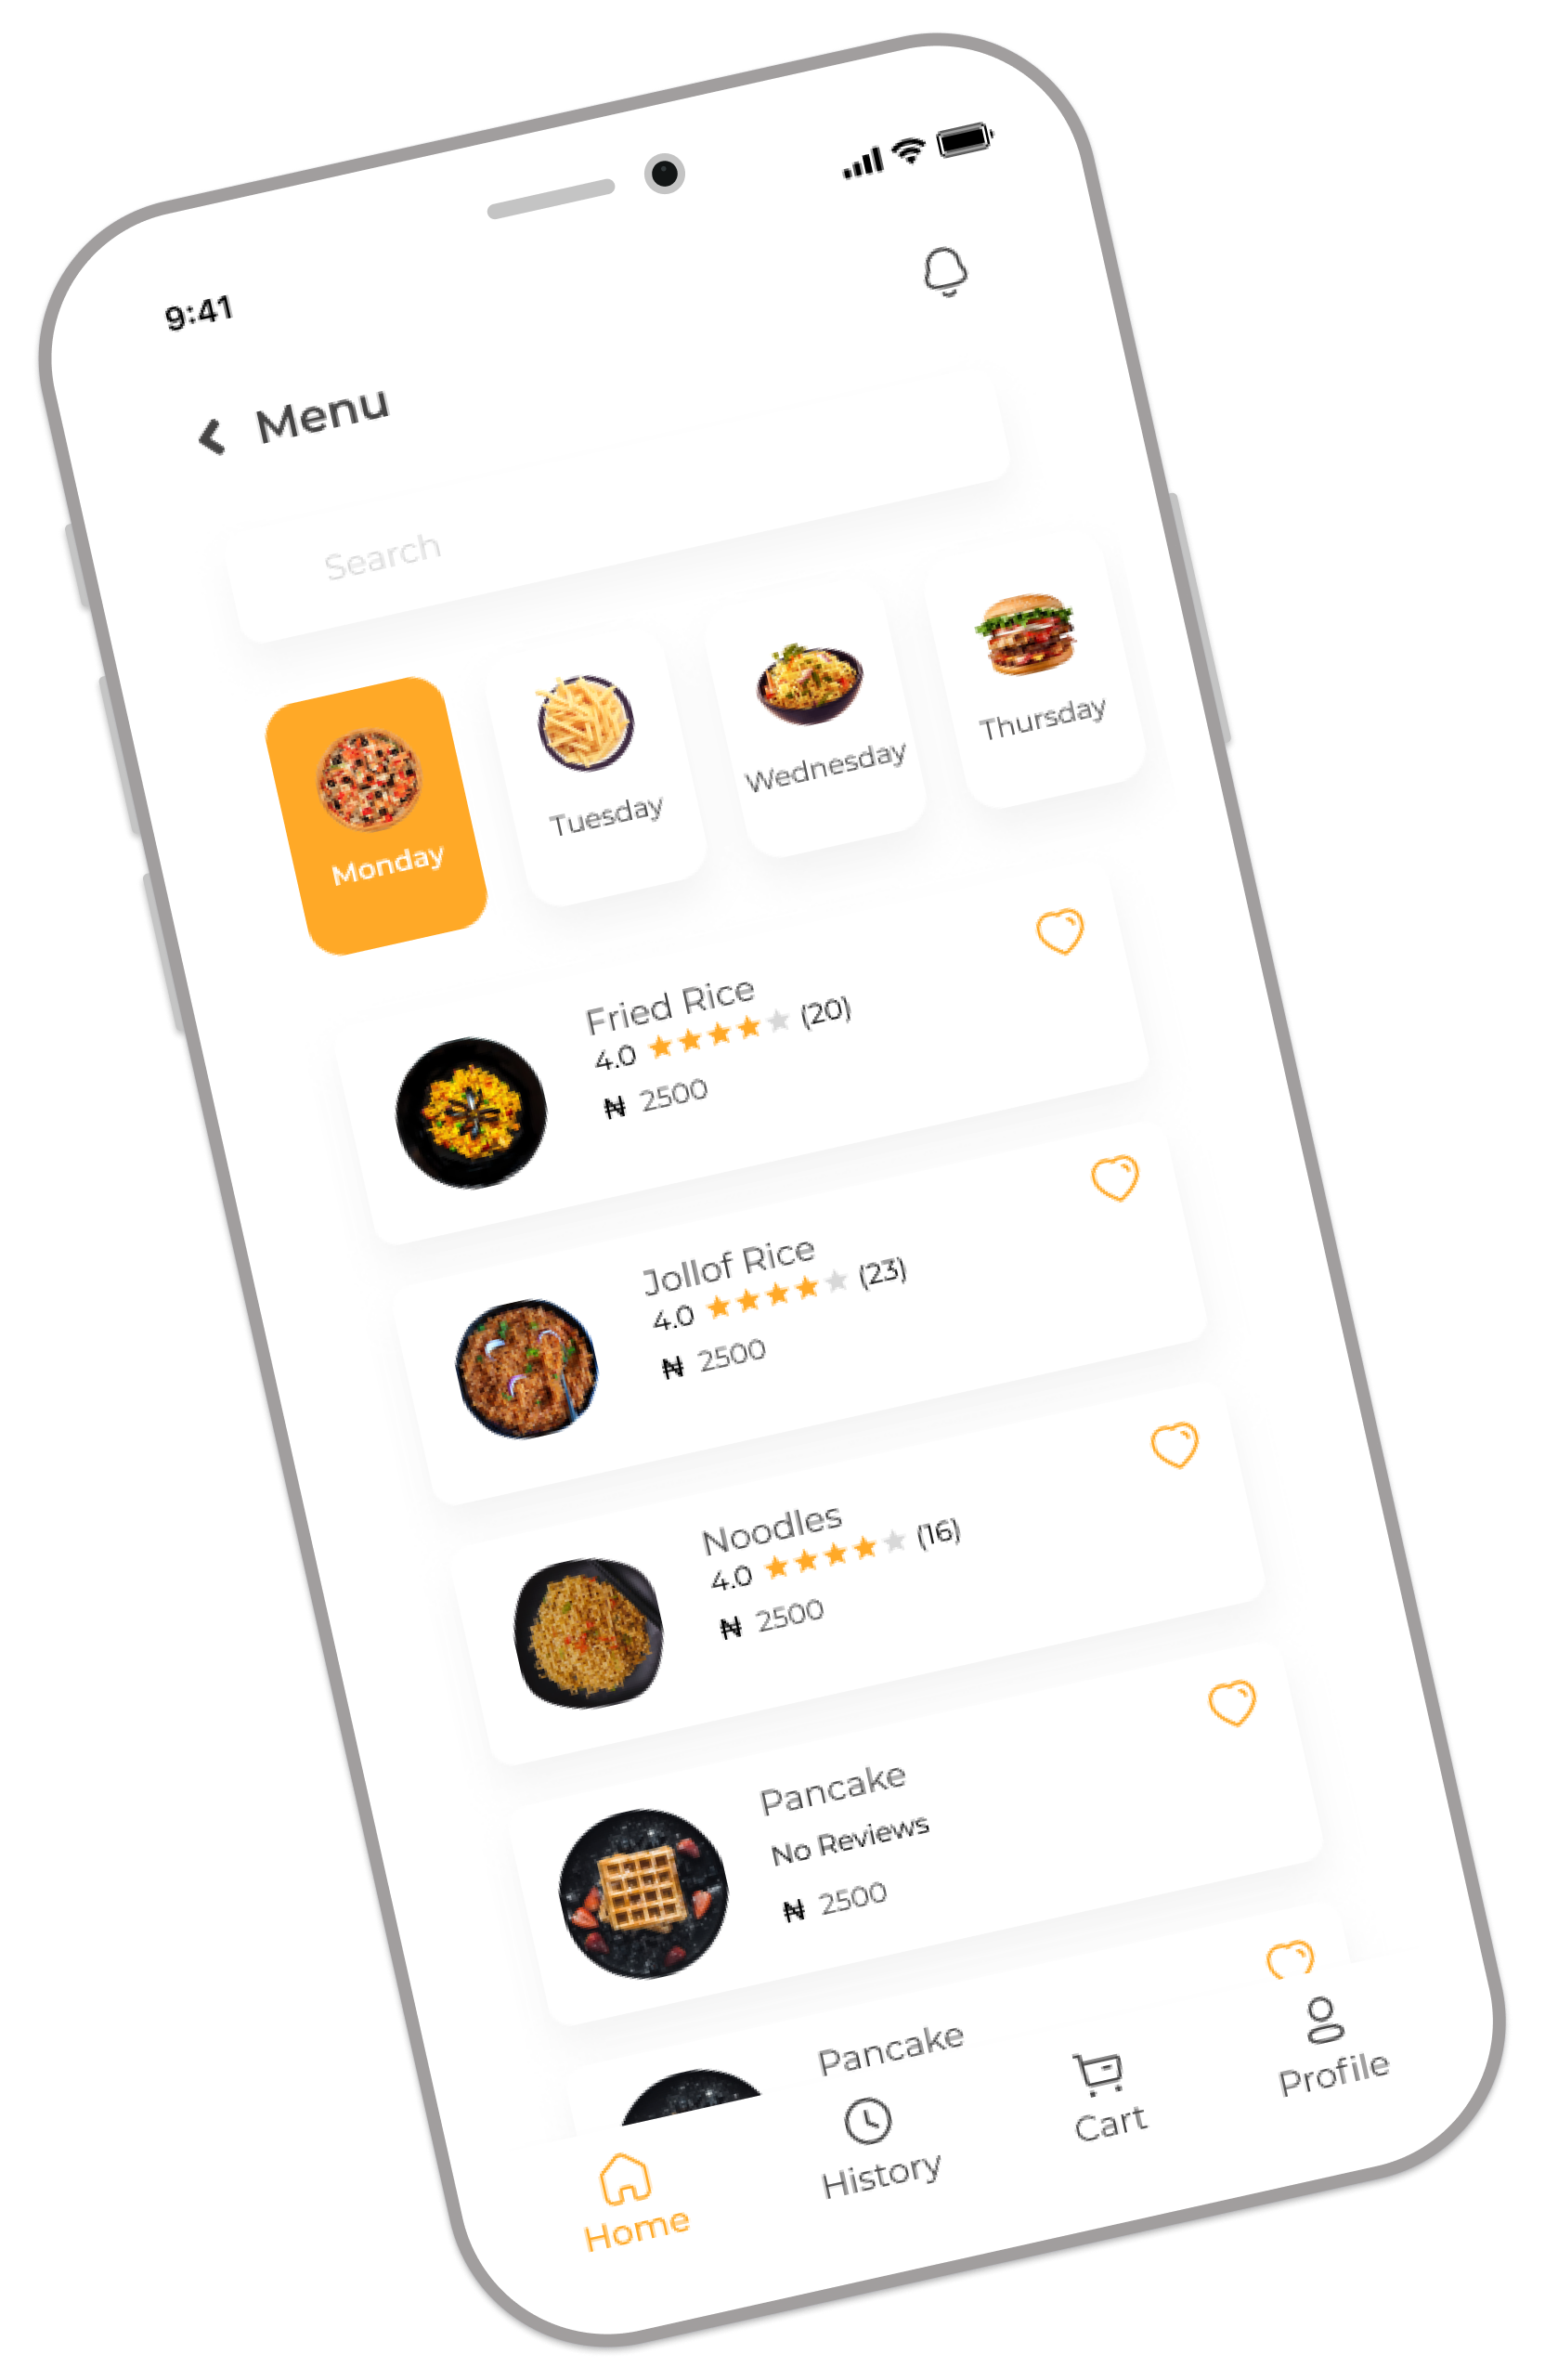 9:41
Menu
Search
Monday
Tuesday
Wednesday
Thursday
Fried Rice
4.0 (20)
₦ 2500
Jollof Rice
4.0 (23)
₦ 2500
Noodles
4.0 (16)
₦ 2500
Pancake
No Reviews
₦ 2500
Pancake
Home
History
Cart
Profile